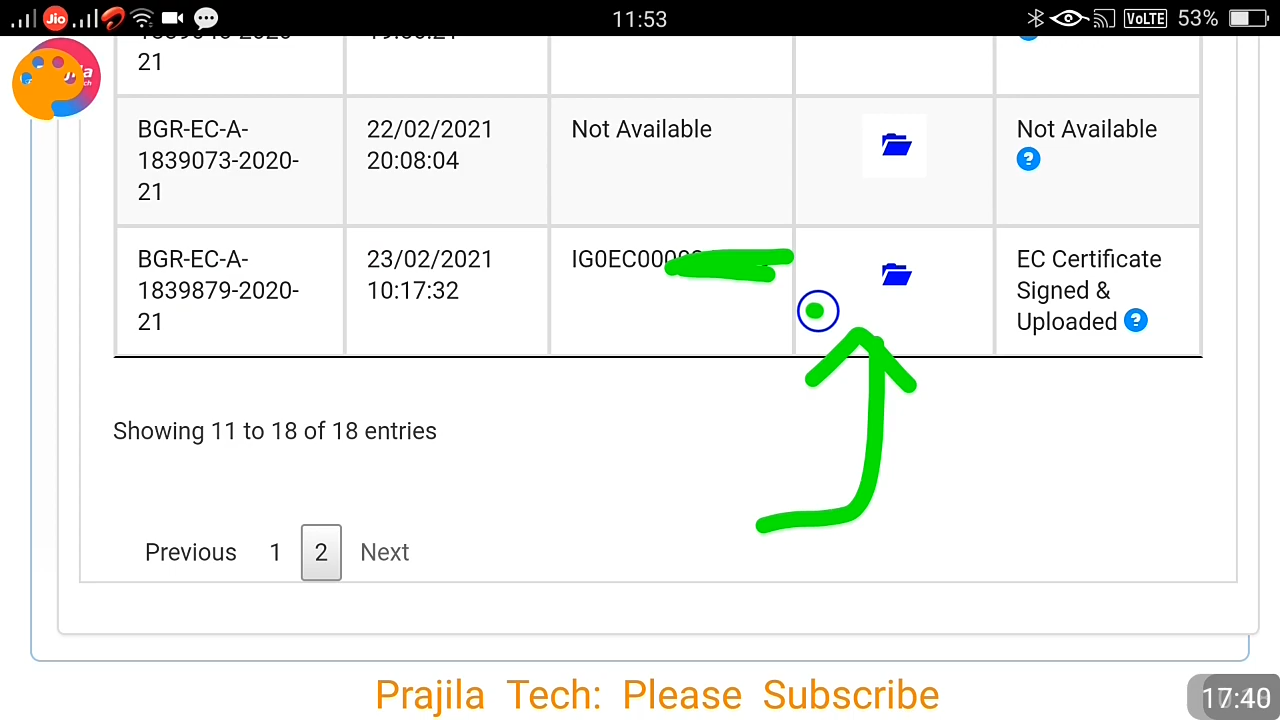 Jio
11:53
VoLTE 53%
21
BGR-EC-A-
1839073-2020-
21
22/02/2021
20:08:04
Not Available
Not Available
?
BGR-EC-A-
1839879-2020-
21
23/02/2021
10:17:32
EC Certificate
Signed &
Uploaded ?
Showing 11 to 18 of 18 entries
Previous 1 2 Next
Prajila Tech: Please Subscribe
17:40